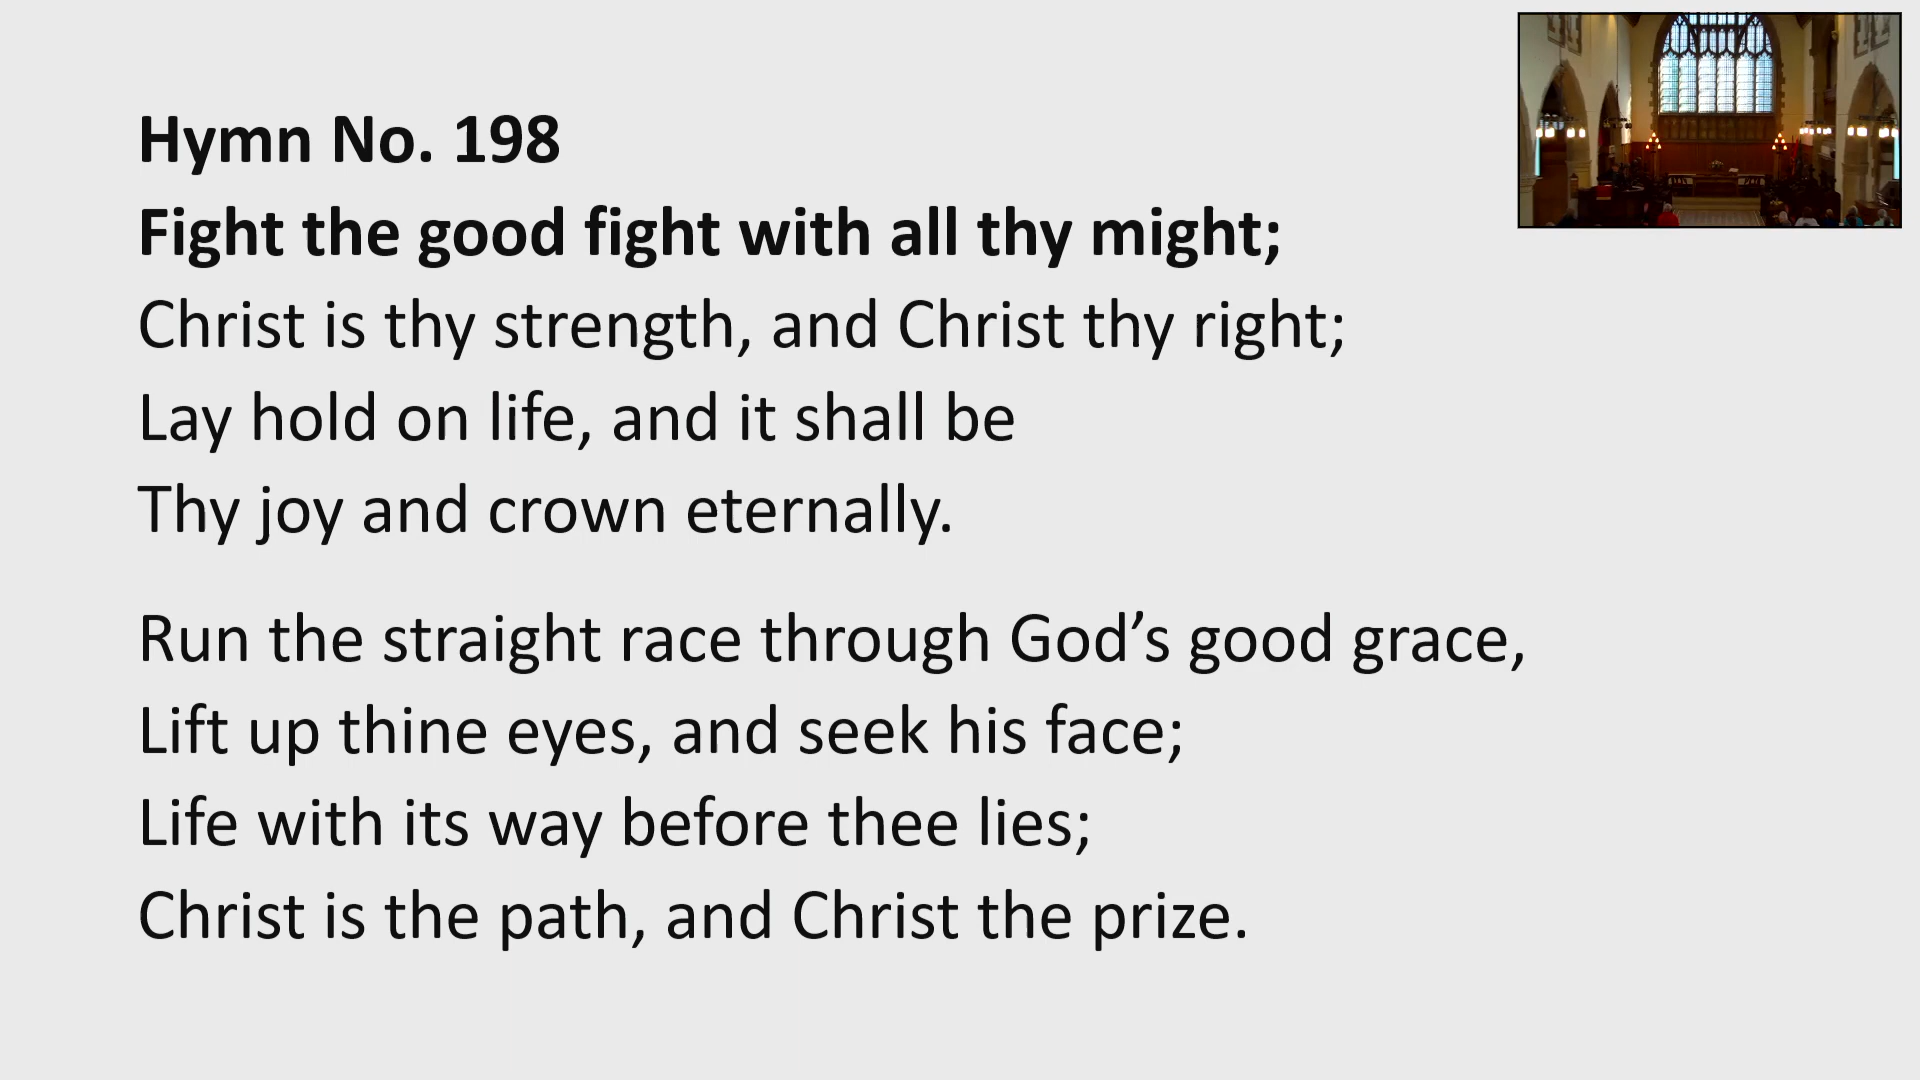 Hymn No. 198
Fight the good fight with all thy might;
Christ is thy strength, and Christ thy right;
Lay hold on life, and it shall be
Thy joy and crown eternally.
Run the straight race through God’s good grace,
Lift up thine eyes, and seek his face;
Life with its way before thee lies;
Christ is the path, and Christ the prize.